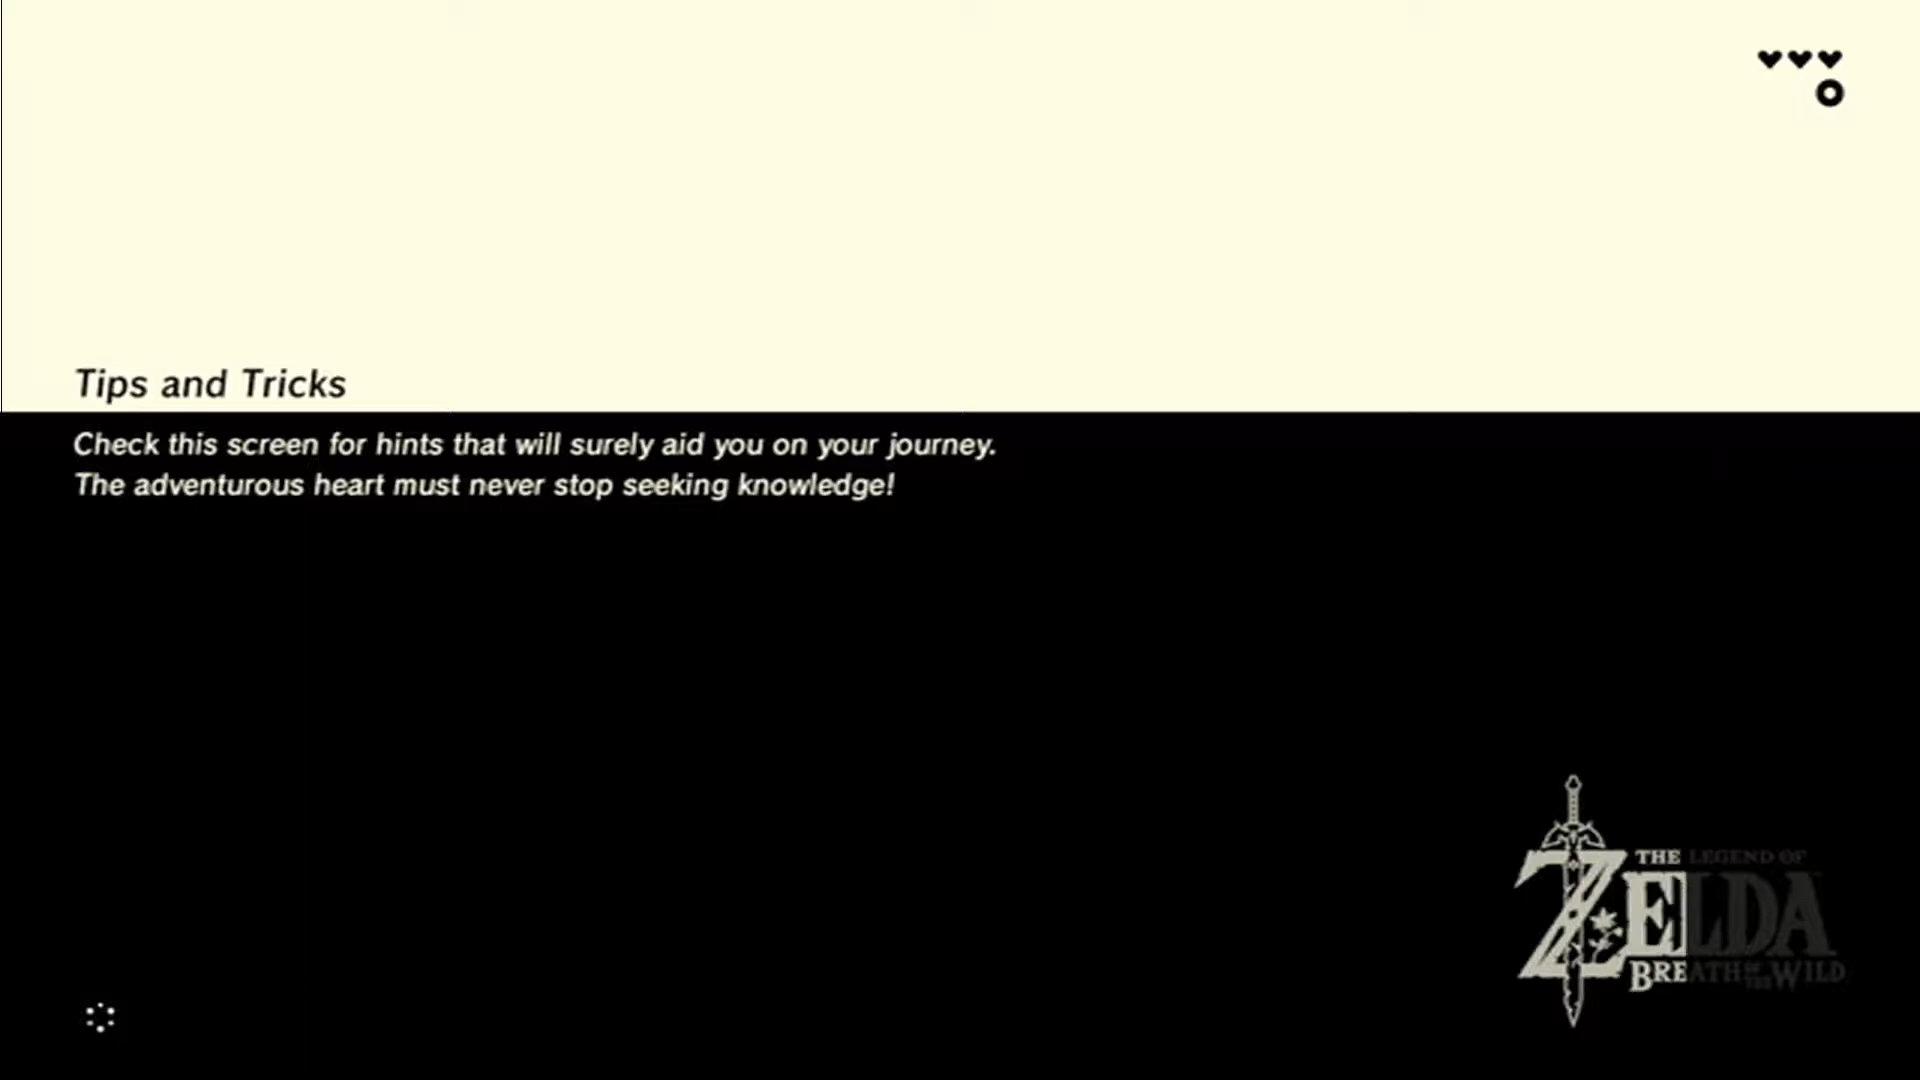 Tips and Tricks
Check this screen for hints that will surely aid you on your journey.
The adventurous heart must never stop seeking knowledge!
THE LEGEND OF
ZELDA
BREATH OF THE WILD